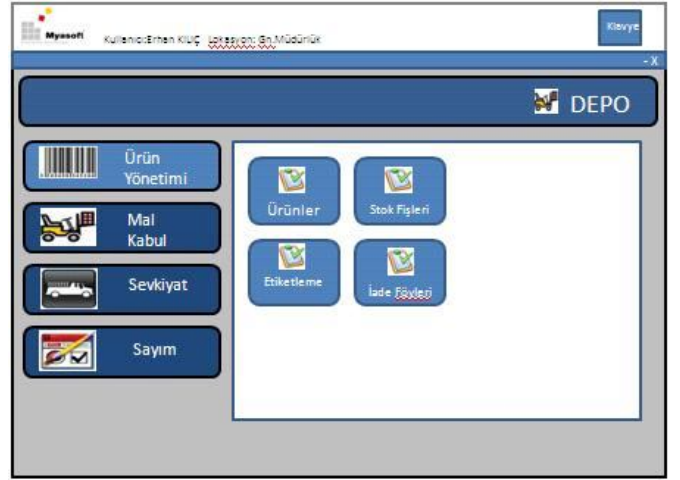 Myasoft
Kullanıcı:Erhan KILIÇ Lokasyon: Gn.Müdürlük
Klavye
- X
DEPO
Ürün
Yönetimi
Mal
Kabul
Sevkiyat
Sayım
Ürünler
Stok Fişleri
Etiketleme
İade Föyleri